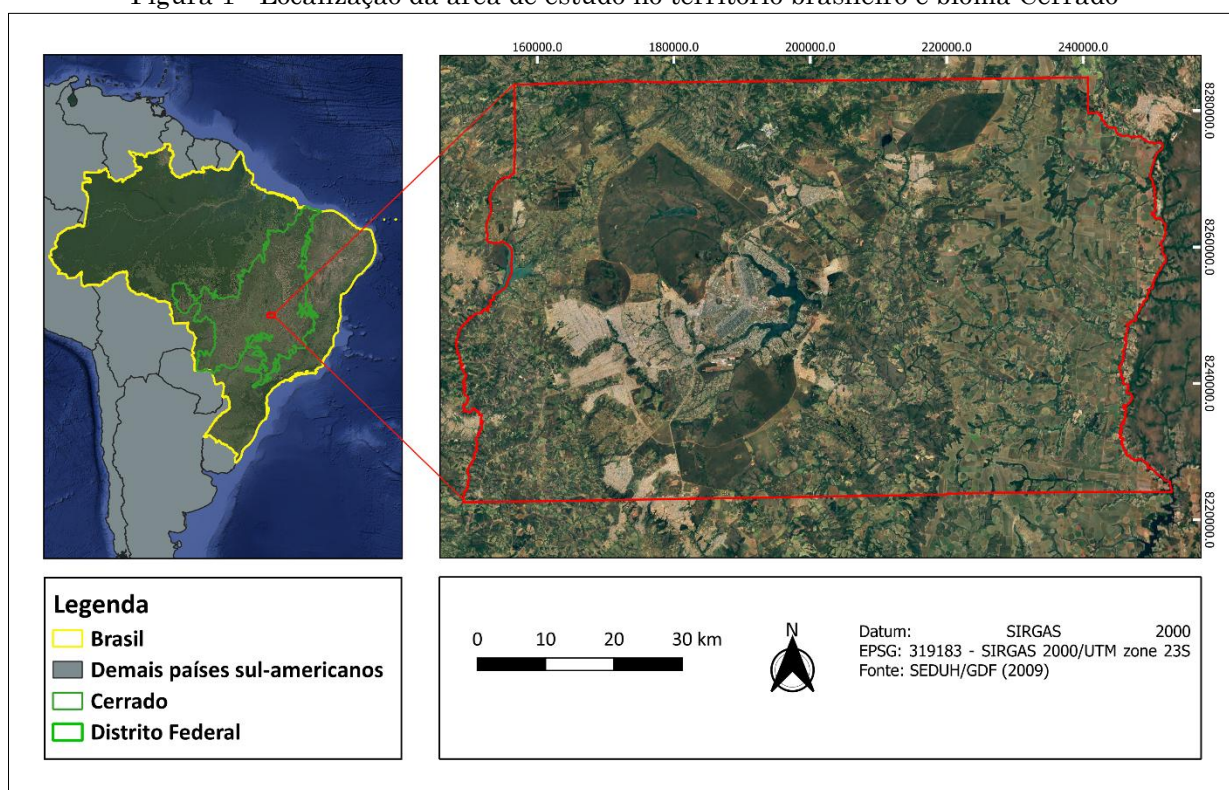 Figura 1 - Localização da área de estudo no território brasileiro e bioma Cerrado
160000.0 180000.0 200000.0 220000.0 240000.0
8280000.0
8260000.0
8240000.0
8220000.0
Legenda
Brasil
Demais países sul-americanos
Cerrado
Distrito Federal
0 10 20 30 km
N
Datum: SIRGAS 2000
EPSG: 319183 - SIRGAS 2000/UTM zone 23S
Fonte: SEDUH/GDF (2009)